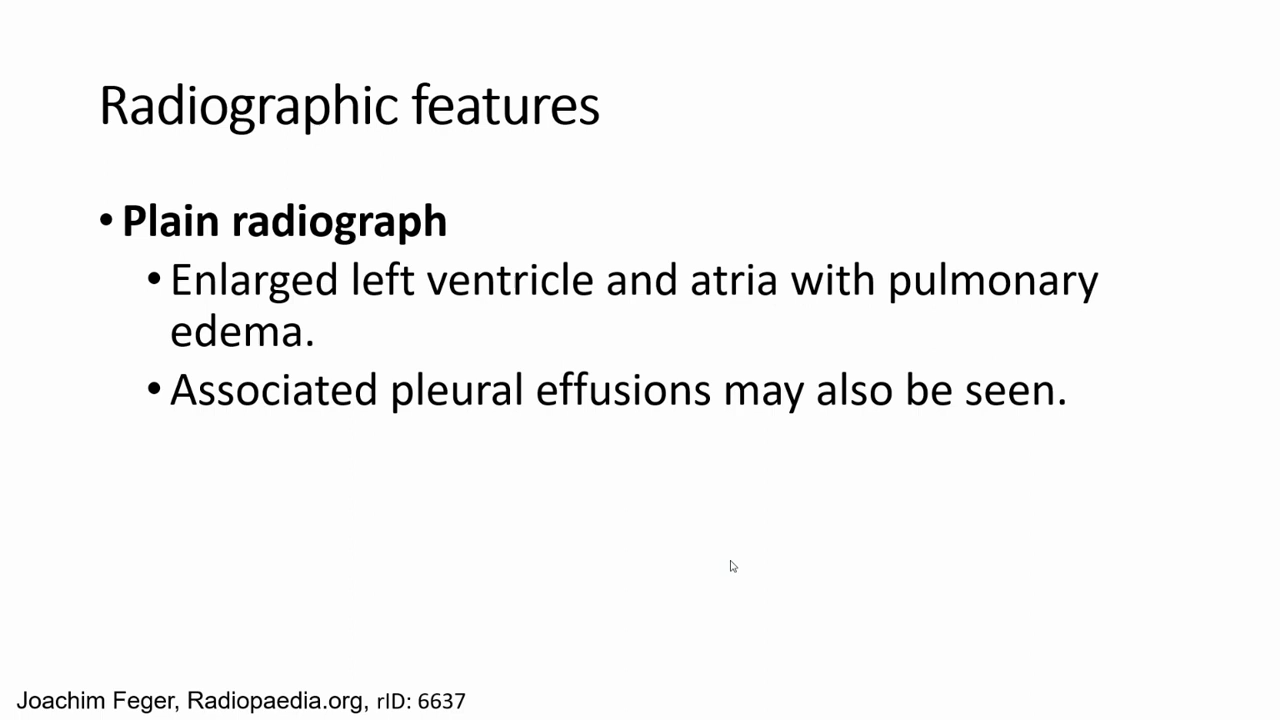 Radiographic features
• Plain radiograph
• Enlarged left ventricle and atria with pulmonary
edema.
• Associated pleural effusions may also be seen.
Joachim Feger, Radiopaedia.org, rID: 6637